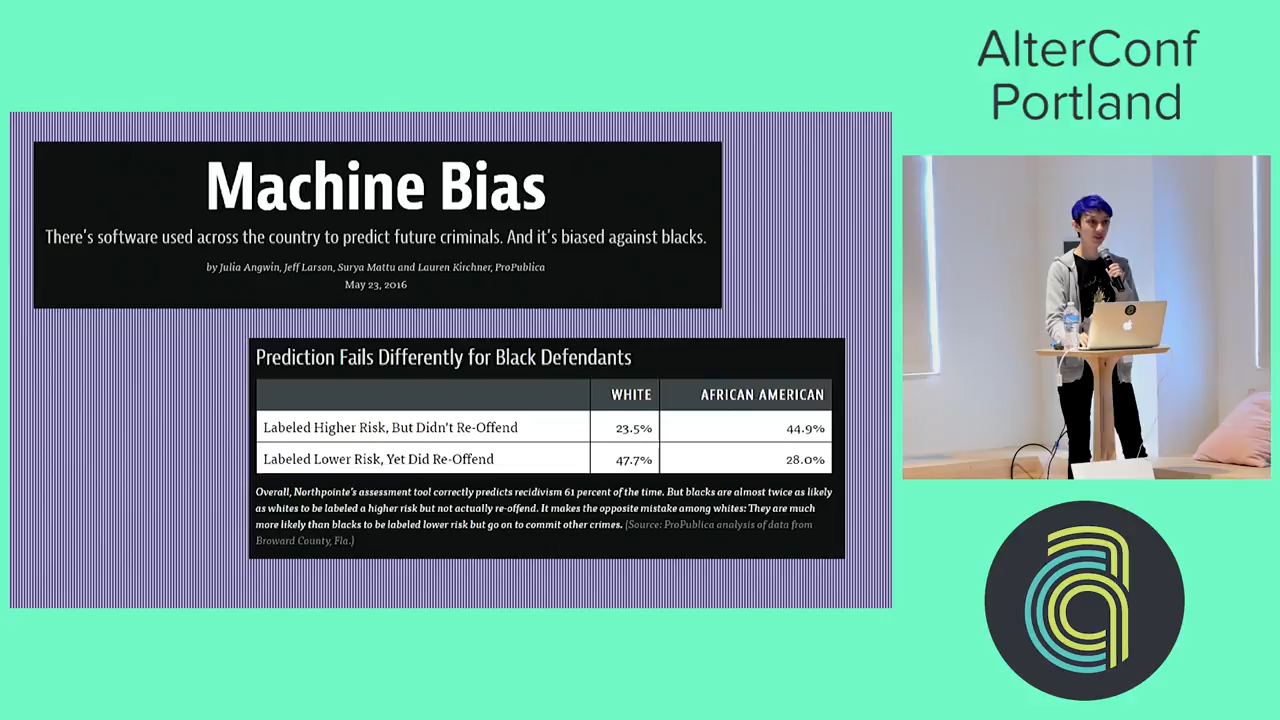 AlterConf
Portland
Machine Bias
There's software used across the country to predict future criminals. And it's biased against blacks.
by Julia Angwin, Jeff Larson, Surya Mattu and Lauren Kirchner, ProPublica
May 23, 2016
Prediction Fails Differently for Black Defendants
WHITE AFRICAN AMERICAN
Labeled Higher Risk, But Didn't Re-Offend 23.5% 44.9%
Labeled Lower Risk, Yet Did Re-Offend 47.7% 28.0%
Overall, Northpointe's assessment tool correctly predicts recidivism 61 percent of the time. But blacks are almost twice as likely
as whites to be labeled a higher risk but not actually re-offend. It makes the opposite mistake among whites: They are much
more likely than blacks to be labeled lower risk but go on to commit other crimes. (Source: ProPublica analysis of data from
Broward County, Fla.)